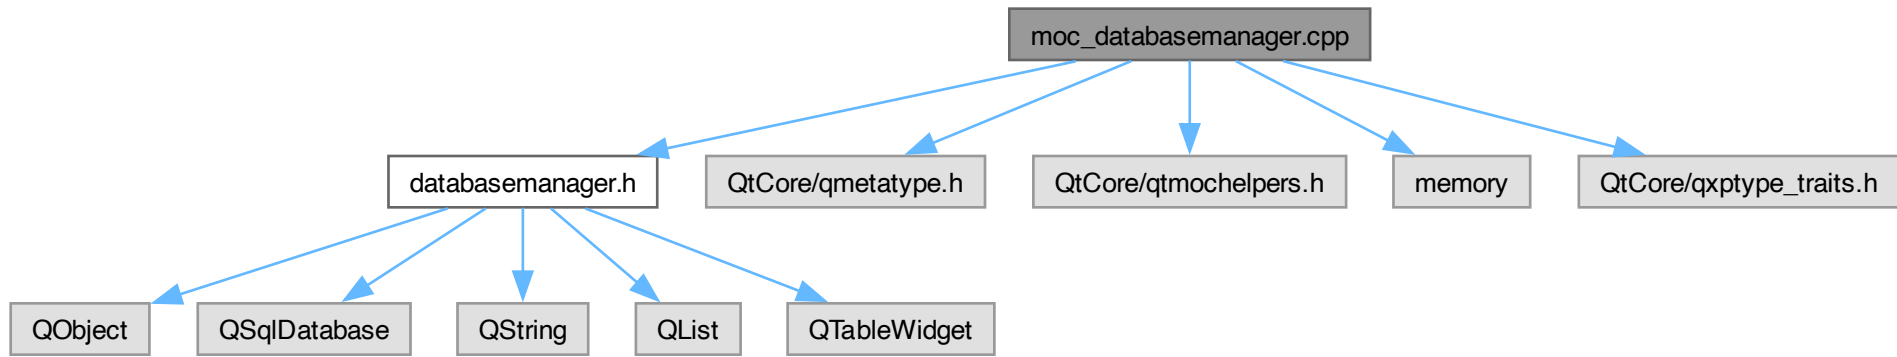 moc_databasemanager.cpp
databasemanager.h
QtCore/qmetatype.h
QtCore/qtmochelpers.h
memory
QtCore/qxptype_traits.h
QObject
QSqlDatabase
QString
QList
QTableWidget